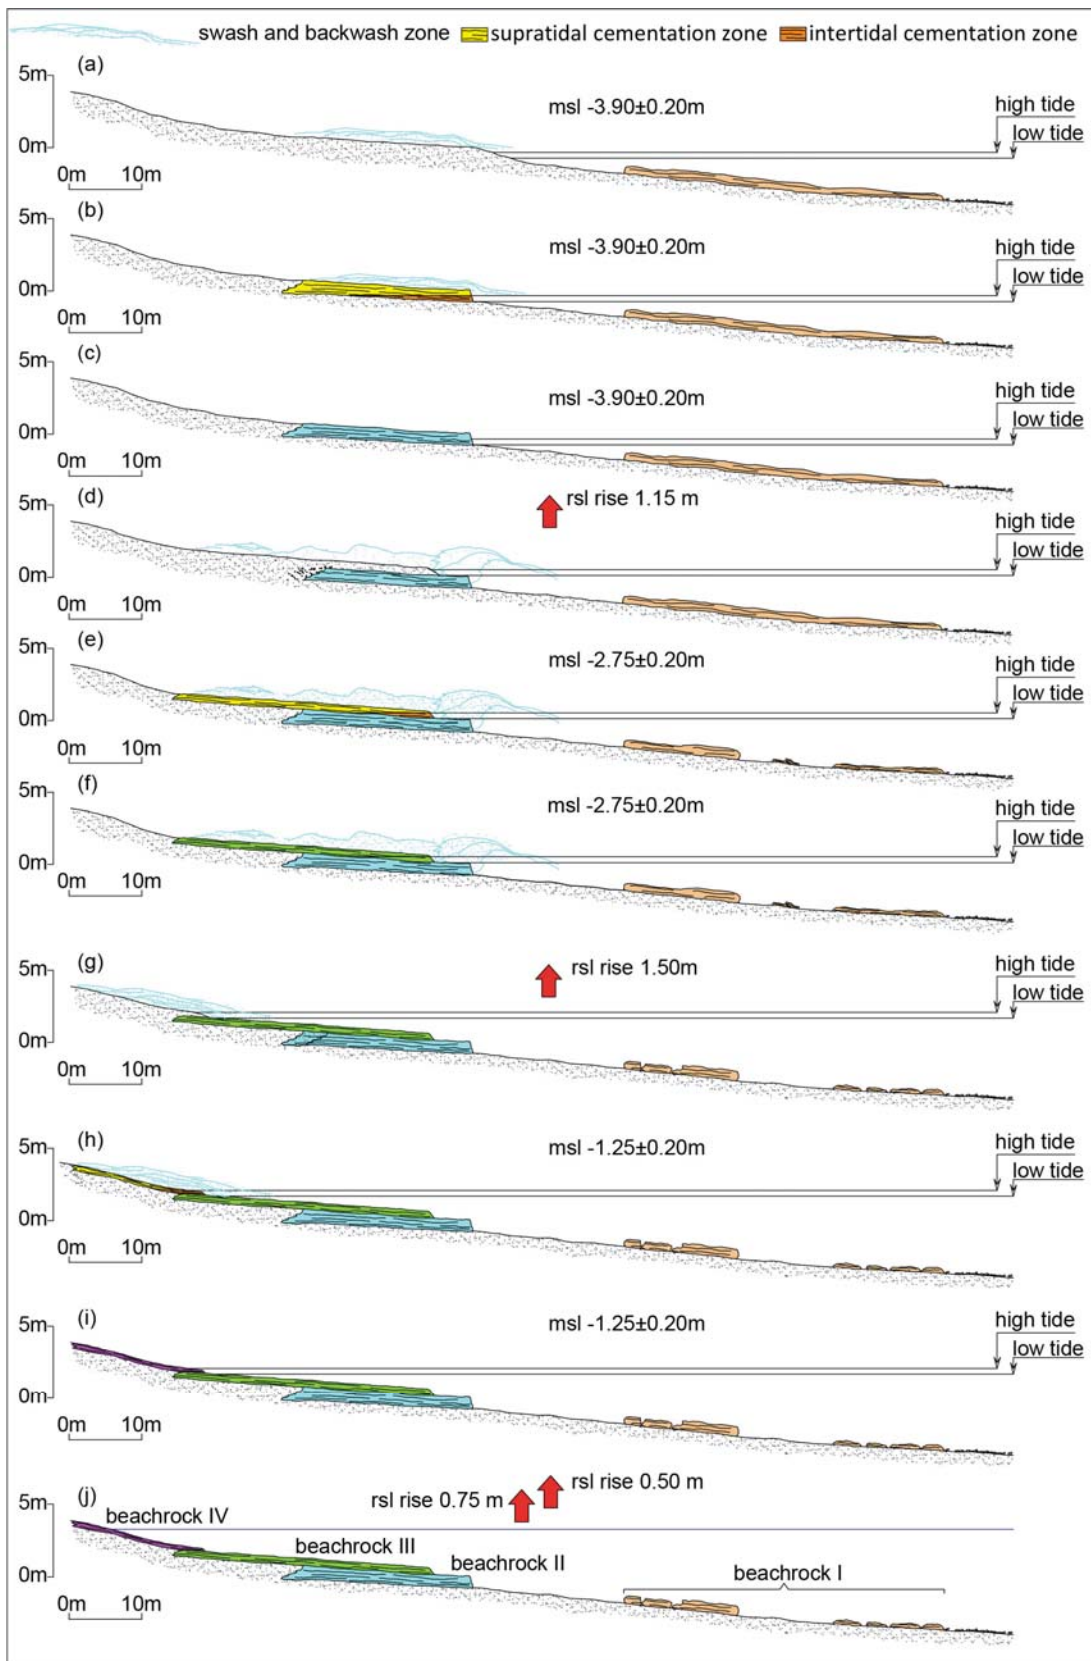 swash and backwash zone supratidal cementation zone intertidal cementation zone
(a)
5m
msl -3.90±0.20m
high tide
low tide
0m
0m 10m
(b)
5m
msl -3.90±0.20m
high tide
low tide
0m
0m 10m
(c)
5m
msl -3.90±0.20m
high tide
low tide
0m
0m 10m
rsl rise 1.15 m
(d)
5m
high tide
low tide
0m
0m 10m
(e)
5m
msl -2.75±0.20m
high tide
low tide
0m
0m 10m
(f)
5m
msl -2.75±0.20m
high tide
low tide
0m
0m 10m
(g)
5m
rsl rise 1.50m
high tide
low tide
0m
0m 10m
(h)
5m
msl -1.25±0.20m
high tide
low tide
0m
0m 10m
(i)
5m
msl -1.25±0.20m
high tide
low tide
0m
0m 10m
rsl rise 0.75 m rsl rise 0.50 m
(j)
5m
beachrock IV
beachrock III
beachrock II
beachrock I
0m
0m 10m